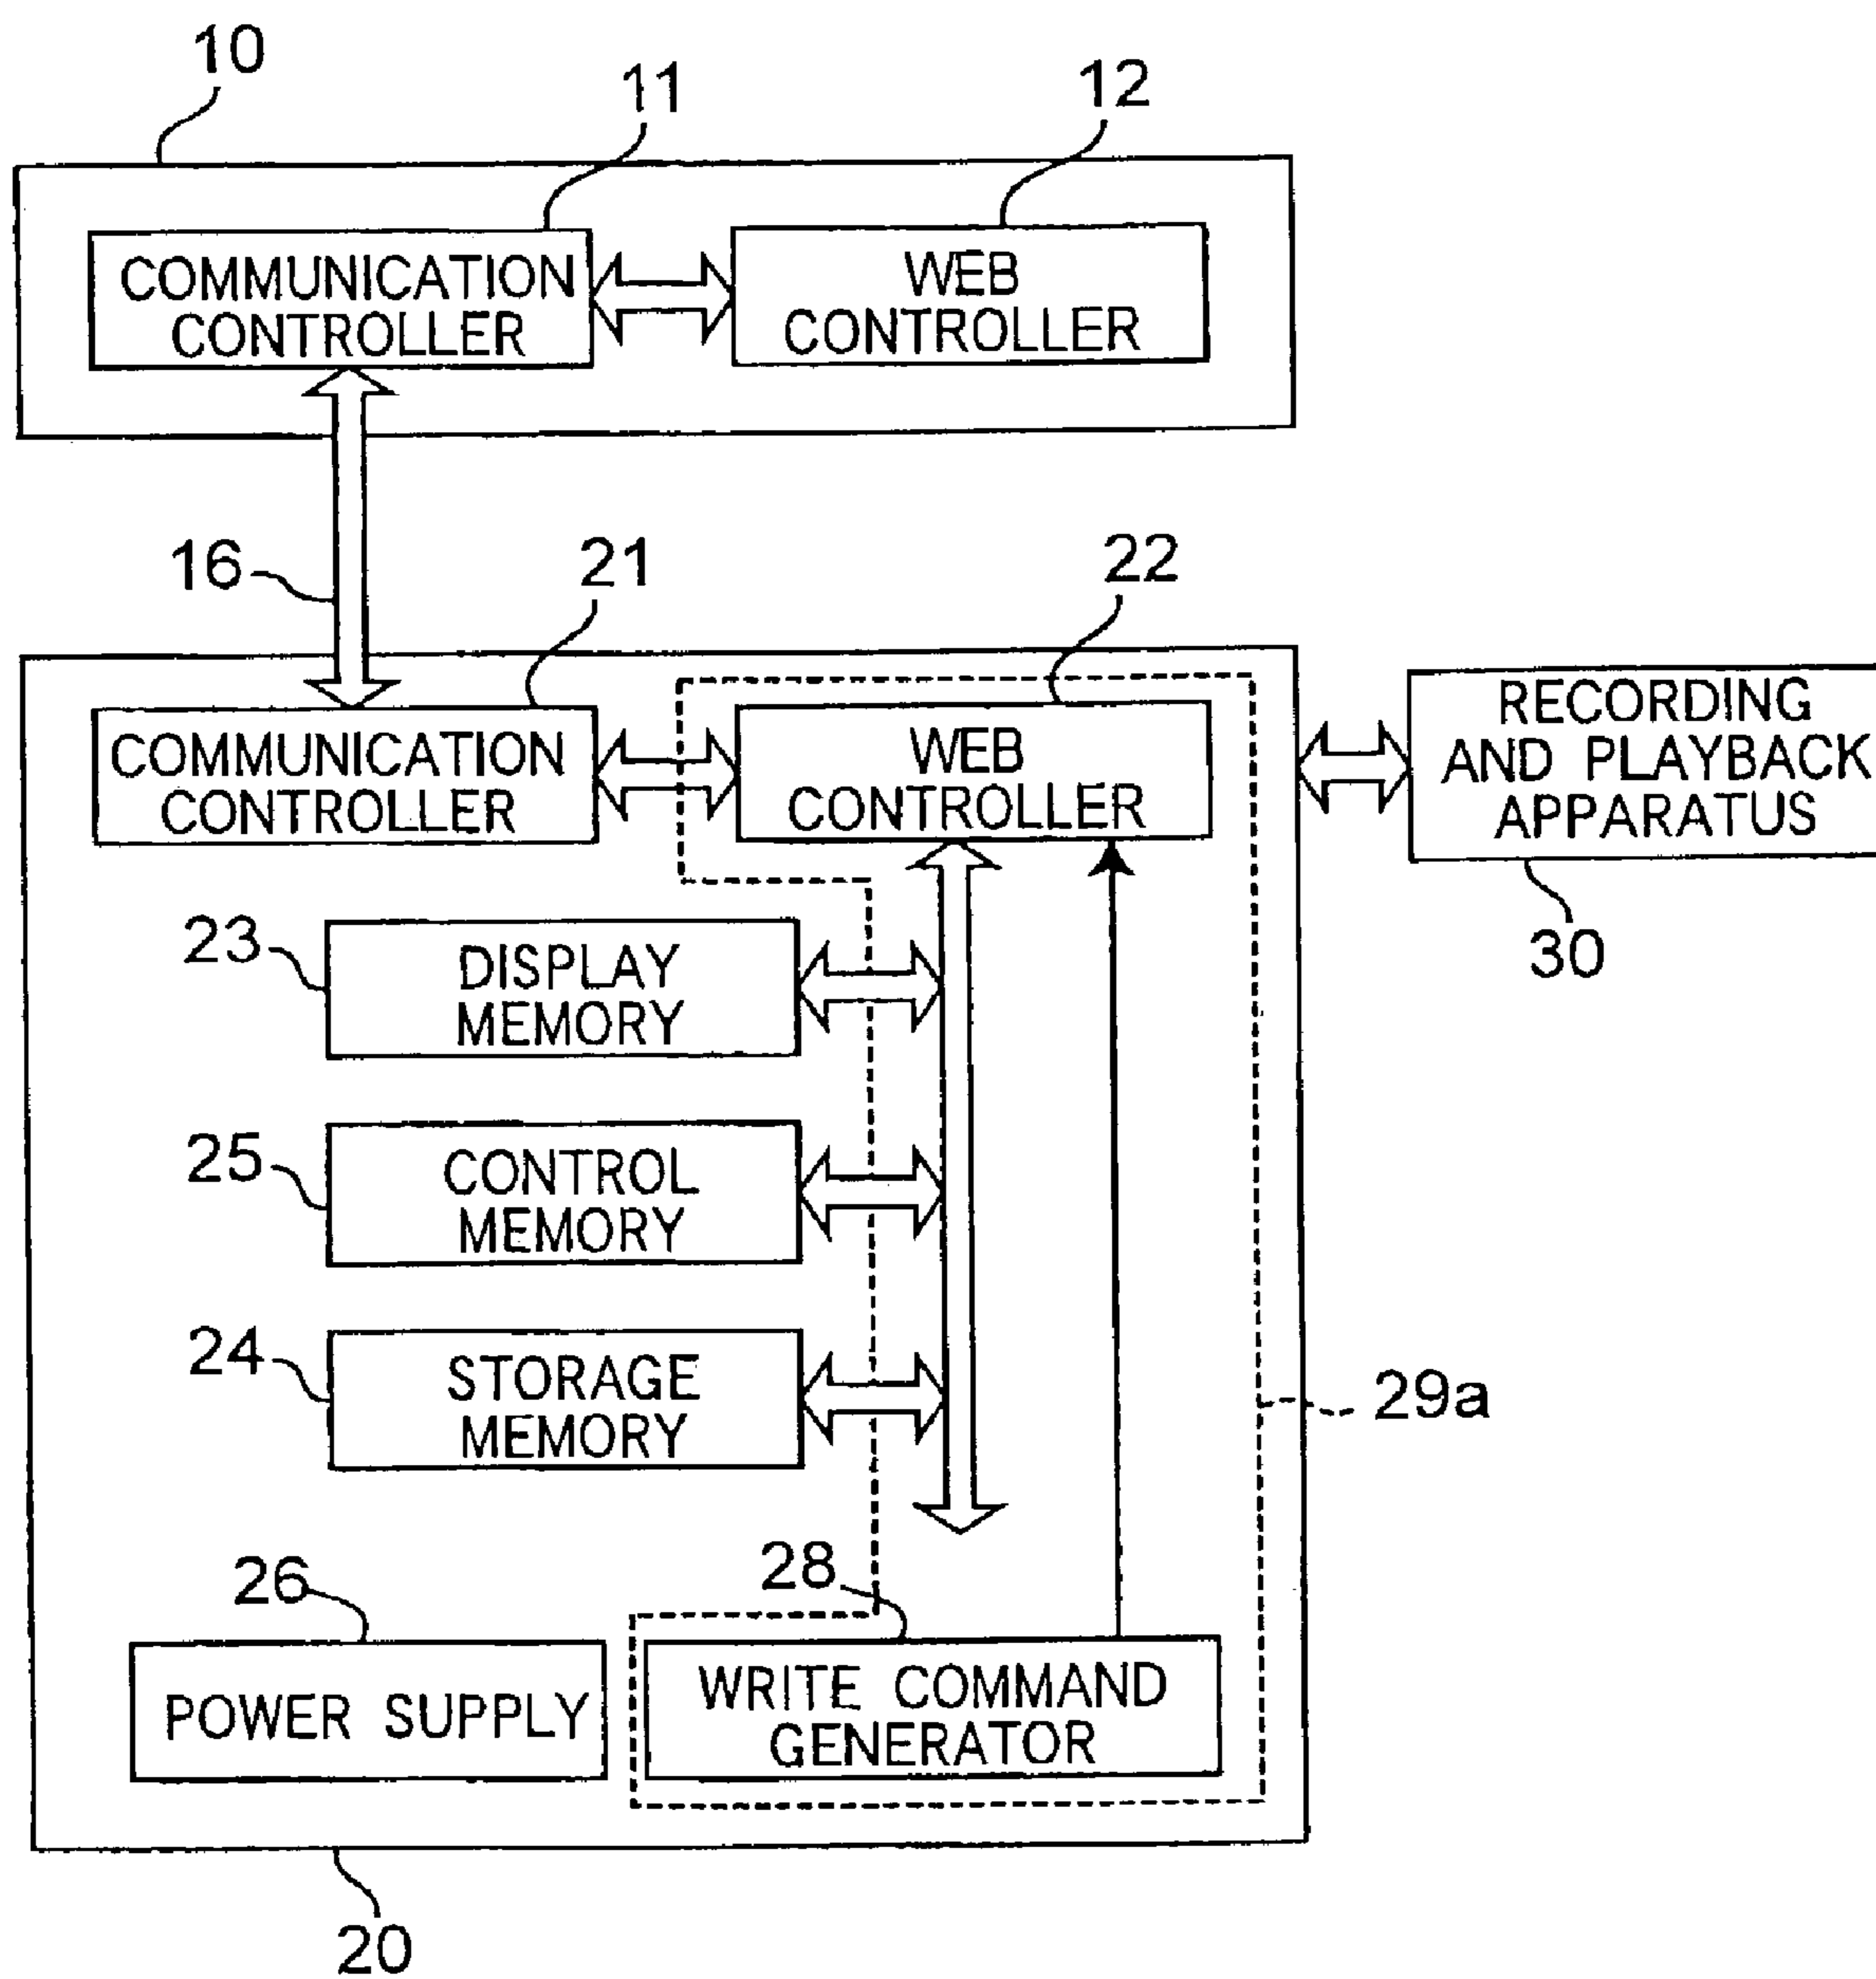 10
11
12
COMMUNICATION
CONTROLLER
WEB
CONTROLLER
16
21
22
COMMUNICATION
CONTROLLER
WEB
CONTROLLER
RECORDING
AND PLAYBACK
APPARATUS
30
23
DISPLAY
MEMORY
25
CONTROL
MEMORY
24
STORAGE
MEMORY
29a
26
28
POWER SUPPLY
WRITE COMMAND
GENERATOR
20